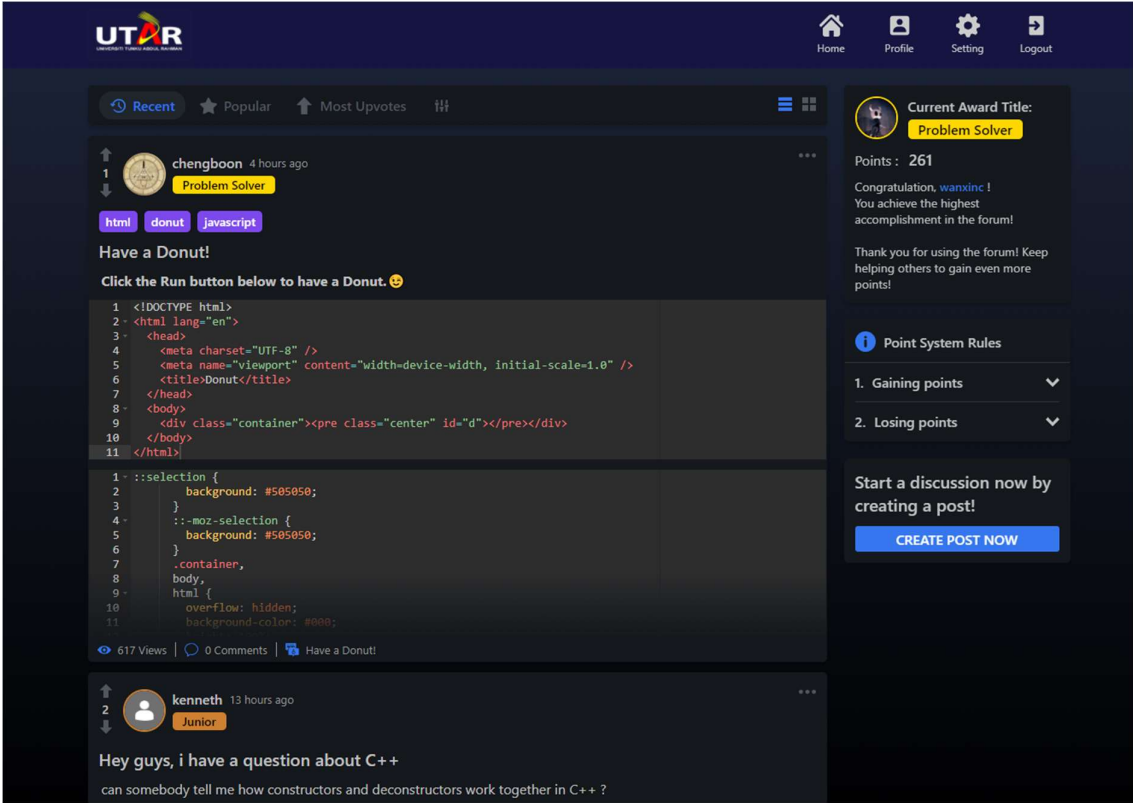 UTAR
UNIVERSITI TUNKU ABDUL RAHMAN
Home
Profile
Setting
Logout
Recent
Popular
Most Upvotes
1
chengboon 4 hours ago
Problem Solver
html donut javascript
Have a Donut!
Click the Run button below to have a Donut.😉
1 <!DOCTYPE html>
2 <html lang="en">
3 <head>
4 <meta charset="UTF-8" />
5 <meta name="viewport" content="width=device-width, initial-scale=1.0" />
6 <title>Donut</title>
7 </head>
8 <body>
9 <div class="container"><pre class="center" id="d"></pre></div>
10 </body>
11 </html>
1 ::selection {
2 background: #505050;
3 }
4 ::-moz-selection {
5 background: #505050;
6 }
7 .container,
8 body,
9 html {
10 overflow: hidden;
11 background-color: #000;
617 Views | 0 Comments | Have a Donut!
2
kenneth 13 hours ago
Junior
Hey guys, i have a question about C++
can somebody tell me how constructors and deconstructors work together in C++ ?
Current Award Title:
Problem Solver
Points : 261
Congratulation, wanxinc !
You achieve the highest
accomplishment in the forum!
Thank you for using the forum! Keep
helping others to gain even more
points!
Point System Rules
1. Gaining points
2. Losing points
Start a discussion now by
creating a post!
CREATE POST NOW